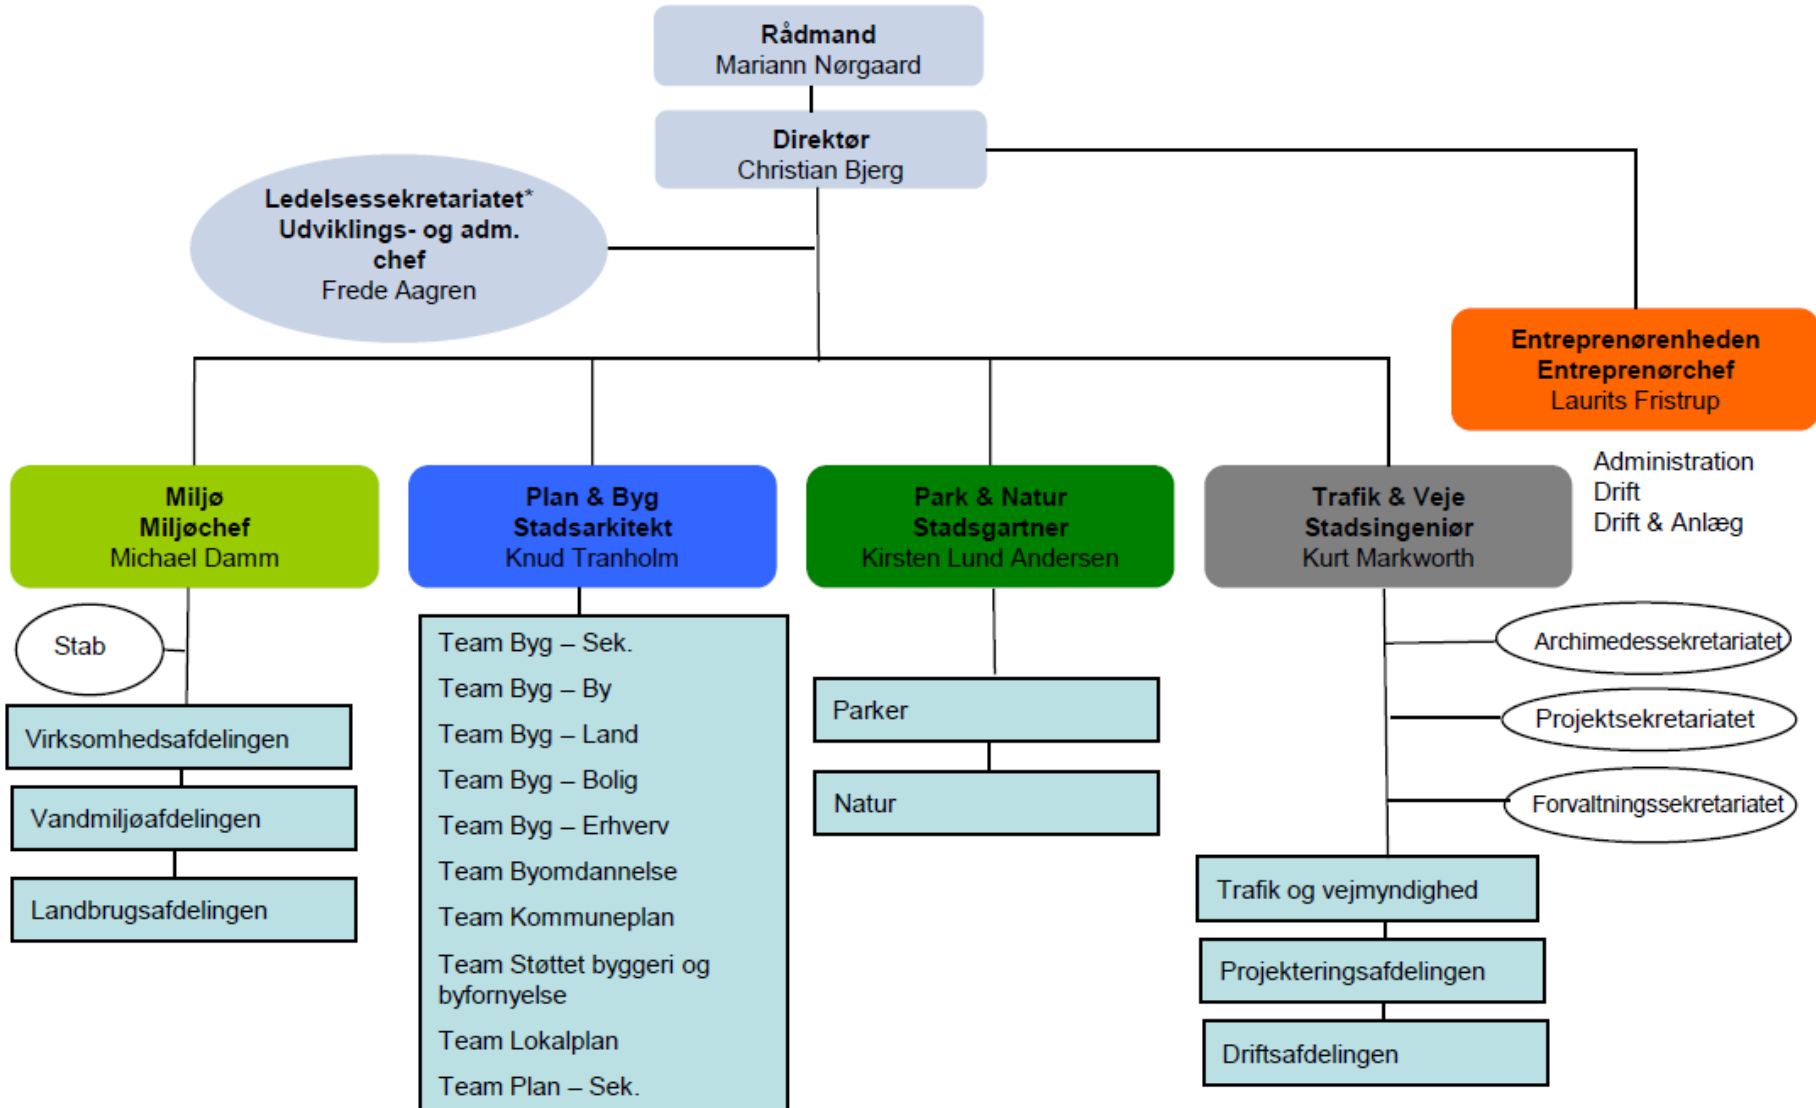 Rådmand
Mariann Nørgaard
Direktør
Christian Bjerg
Ledelsessekretariatet*
Udviklings- og adm.
chef
Frede Aagren
Entreprenørenheden
Entreprenørchef
Laurits Fristrup
Administration
Drift
Drift & Anlæg
Miljø
Miljøchef
Michael Damm
Stab
Virksomhedsafdelingen
Vandmiljøafdelingen
Landbrugsafdelingen
Plan & Byg
Stadsarkitekt
Knud Tranholm
Team Byg – Sek.
Team Byg – By
Team Byg – Land
Team Byg – Bolig
Team Byg – Erhverv
Team Byomdannelse
Team Kommuneplan
Team Støttet byggeri og
byfornyelse
Team Lokalplan
Team Plan – Sek.
Park & Natur
Stadsgartner
Kirsten Lund Andersen
Parker
Natur
Trafik & Veje
Stadsingeniør
Kurt Markworth
Archimedessekretariatet
Projektsekretariatet
Forvaltningssekretariatet
Trafik og vejmyndighed
Projekteringsafdelingen
Driftsafdelingen